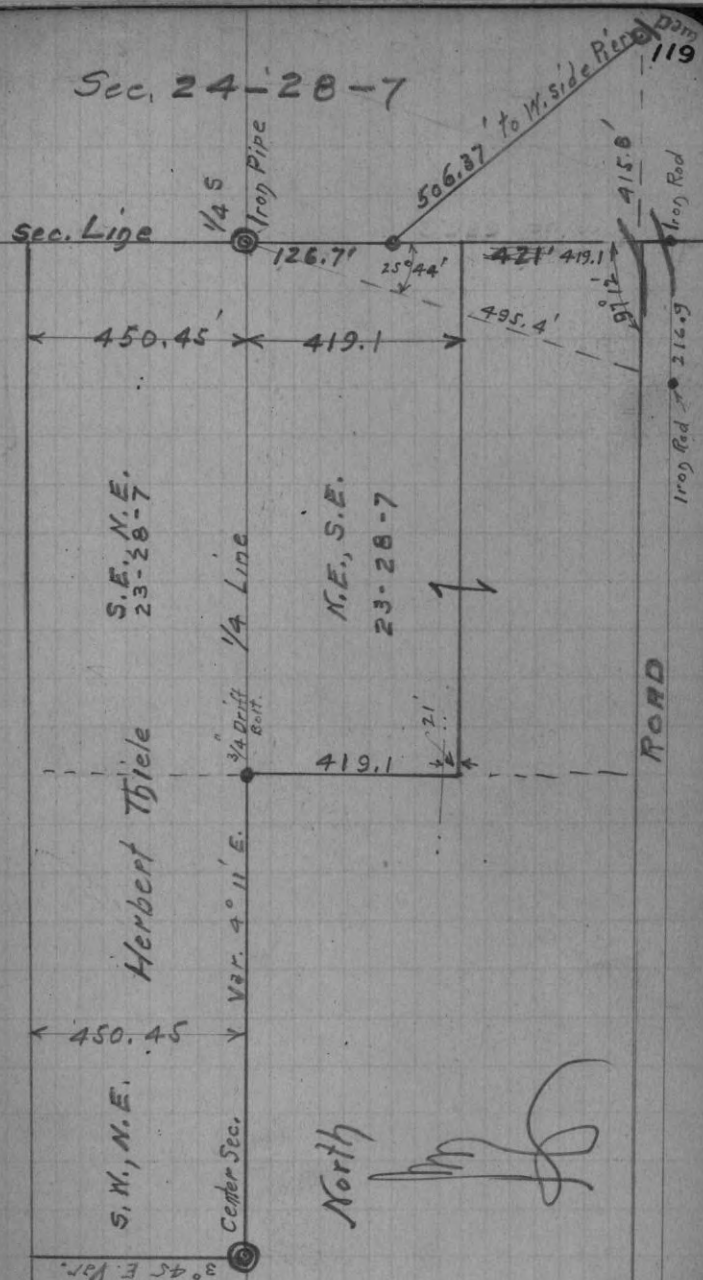 Dam
119
Sec. 24-28-7
506.37' to W. side Pier
1/4 S
Iron Pipe
415.8'
Iron Rod
Sec. Line
126.7'
25°44'
421' 419.1
495.4'
216.9
Iron Rod
450.45'
419.1
S.E., N.E.
23-28-7
N.E., S.E.
23-28-7
1/4 Line
3/4" Drift
Bolt.
21'
419.1
ROAD
Herbert Thiele
Var. 4° 11' E.
450.45
S.W., N.E.
Center Sec.
North
3° 45' E. Var.